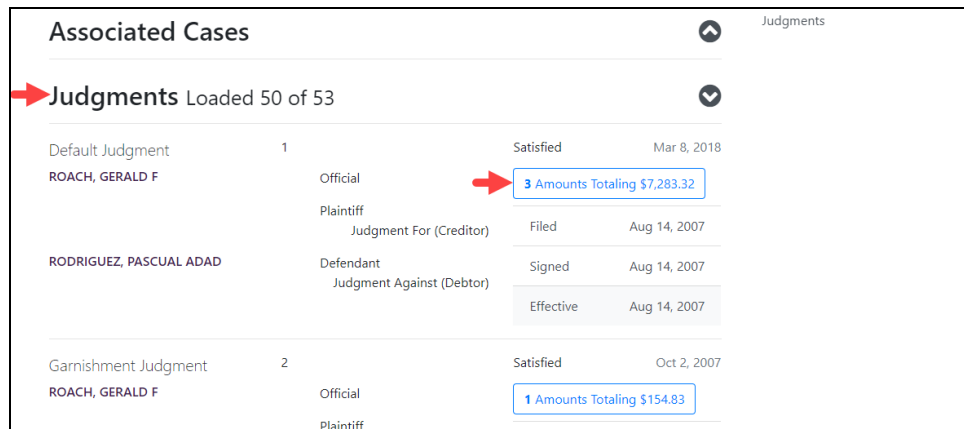 Associated Cases
Judgments
Judgments Loaded 50 of 53
Default Judgment 1 Satisfied Mar 8, 2018
ROACH, GERALD F Official 3 Amounts Totaling $7,283.32
Plaintiff
Judgment For (Creditor) Filed Aug 14, 2007
RODRIGUEZ, PASCUAL ADAD Defendant Signed Aug 14, 2007
Judgment Against (Debtor)
Effective Aug 14, 2007
Garnishment Judgment 2 Satisfied Oct 2, 2007
ROACH, GERALD F Official 1 Amounts Totaling $154.83
Plaintiff